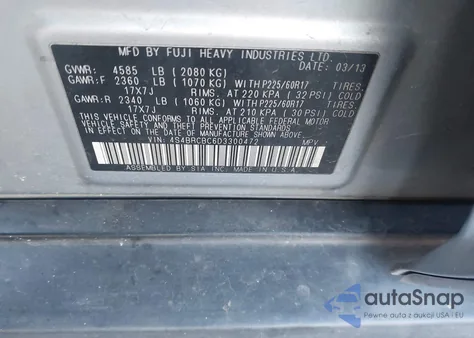 MFD BY FUJI HEAVY INDUSTRIES LTD.
DATE: 03/13
GVWR: 4585 LB ( 2080 KG)
GAWR:F 2360 LB ( 1070 KG) WITH P225/60R17 TIRES,
17X7J RIMS. AT 220 KPA ( 32 PSI) COLD
GAWR:R 2340 LB ( 1060 KG) WITH P225/60R17 TIRES,
17X7J RIMS. AT 210 KPA ( 30 PSI) COLD
THIS VEHICLE CONFORMS TO ALL APPLICABLE
FEDERAL MOTOR VEHICLE SAFETY AND
THEFT PREVENTION STANDARDS IN EFFECT ON THE
DATE OF MANUFACTURE SHOWN ABOVE.
VIN: 4S4BRCBC6D3300472 MPV
ASSEMBLED BY SIA INC. MADE IN U.S.A.
autoSnap
Pewne auta z aukcji USA i EU